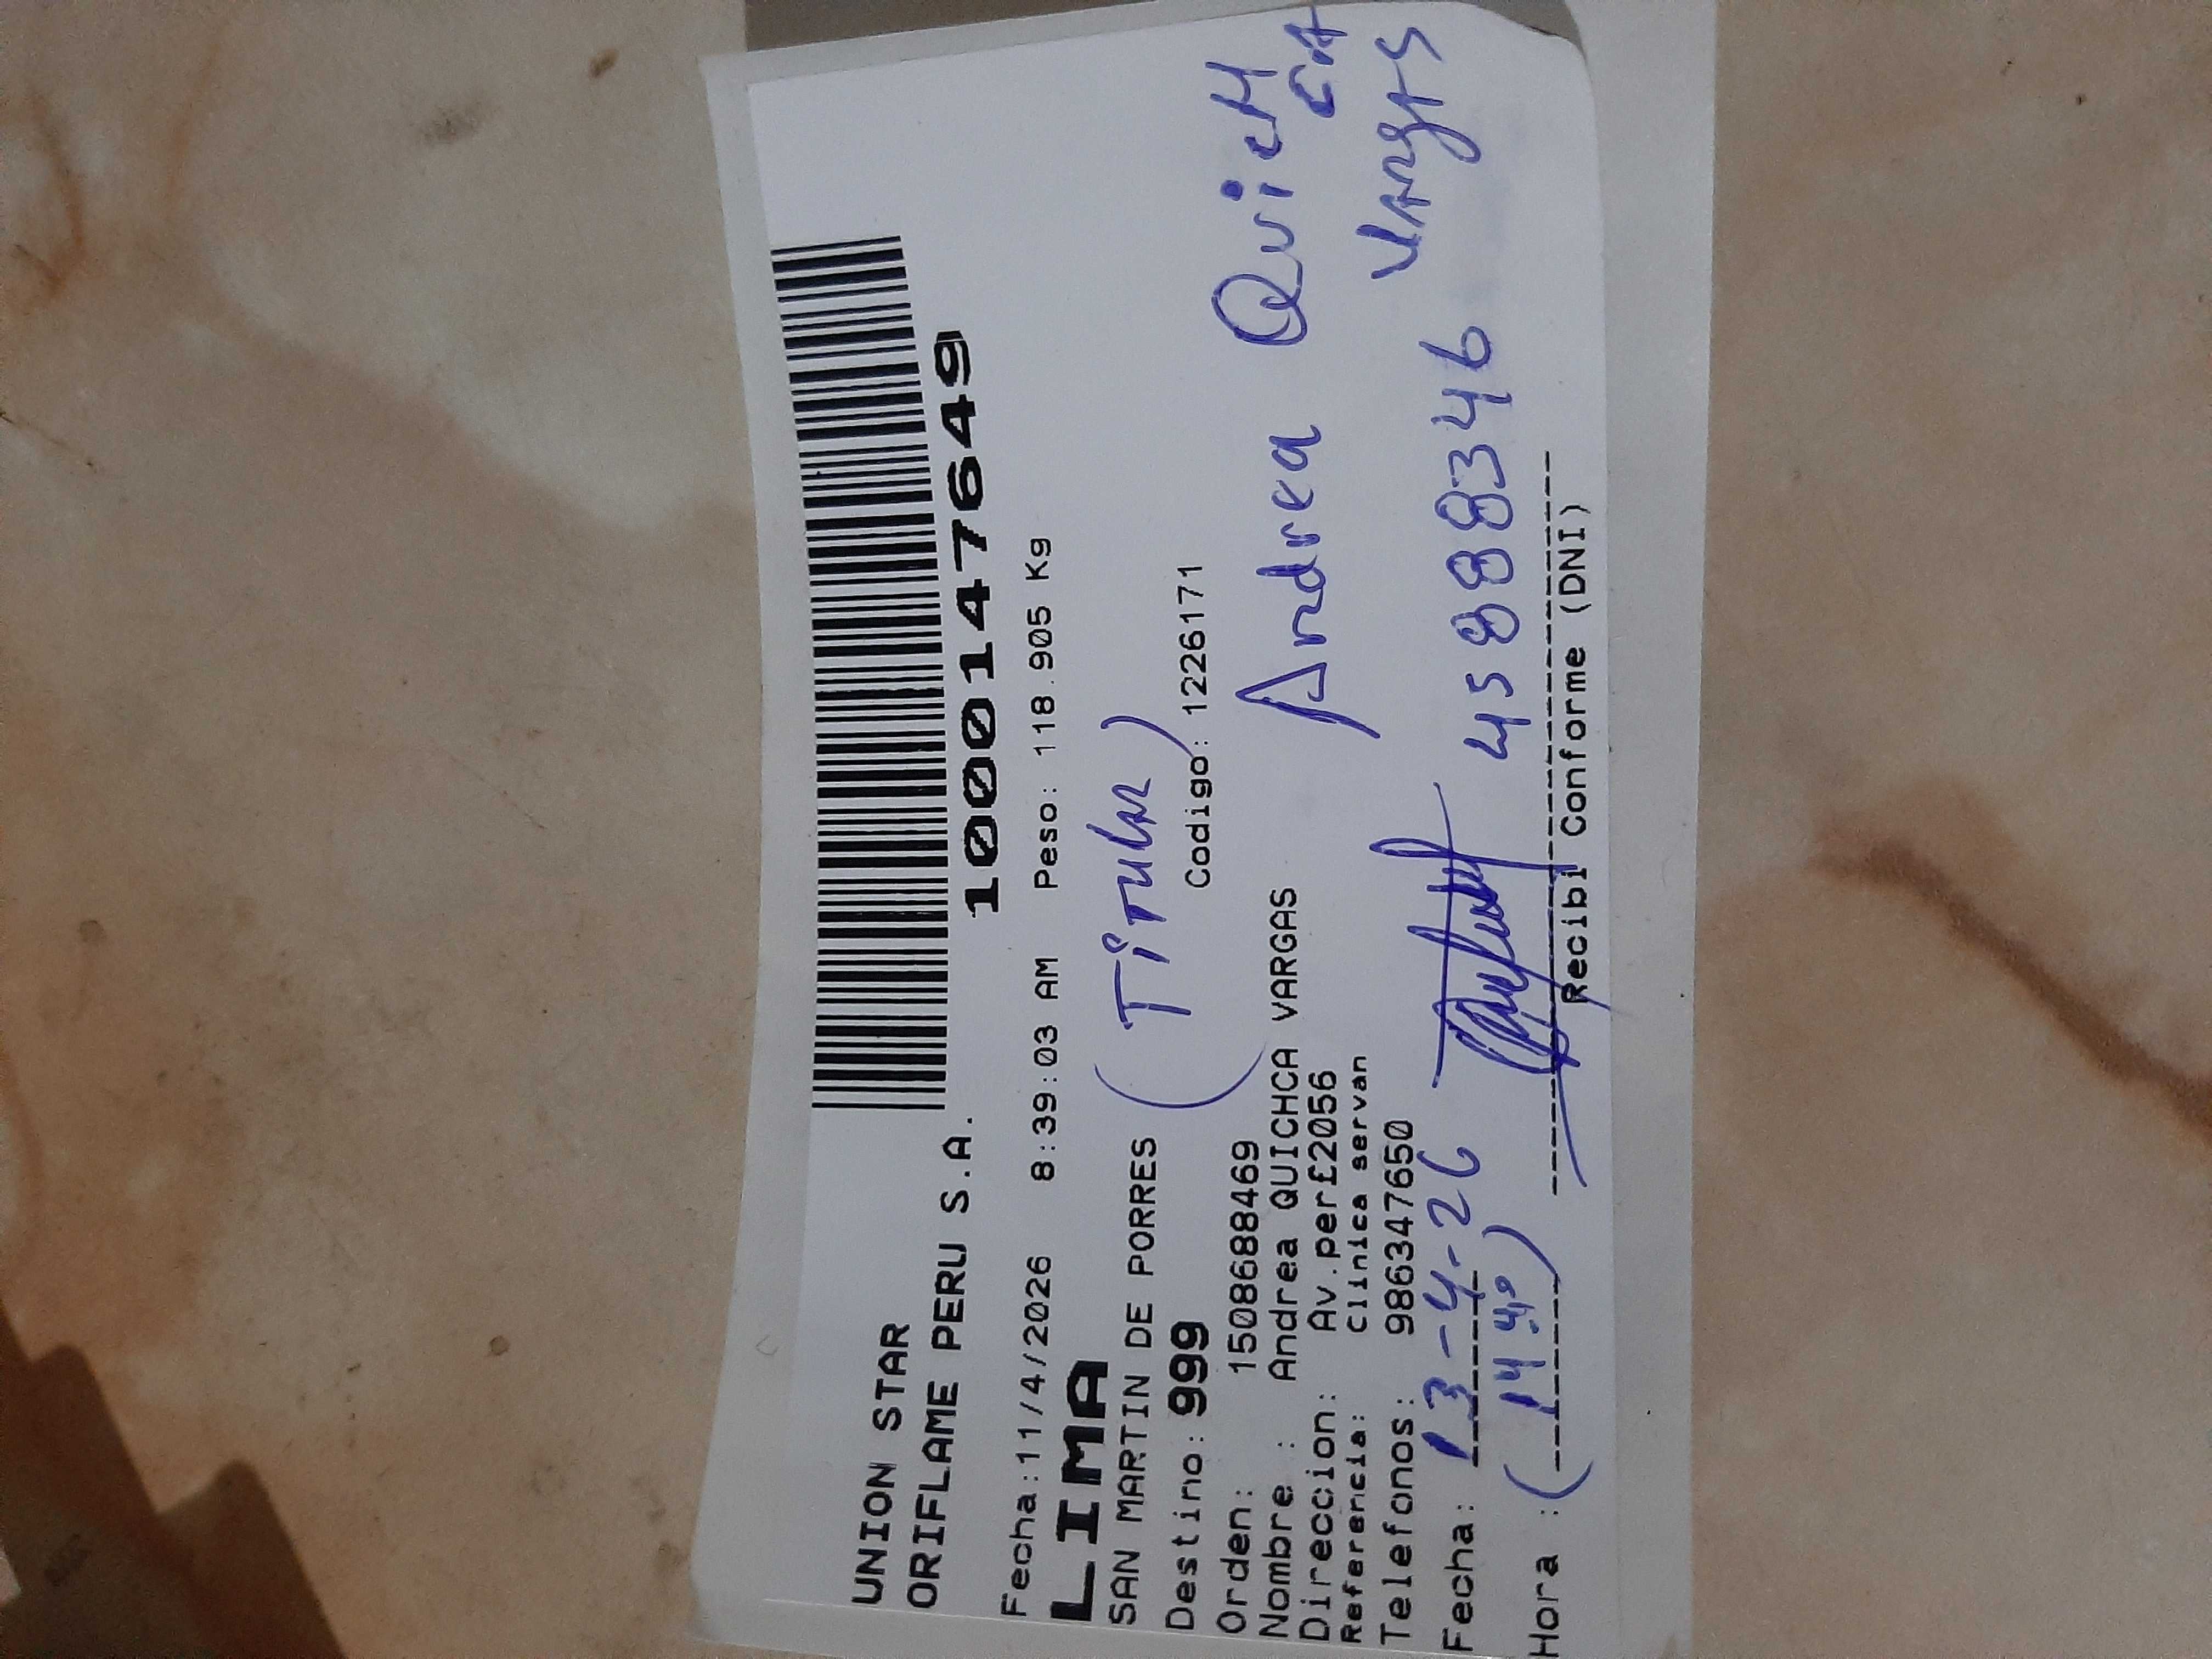 UNION STAR
ORIFLAME PERU S.A.
1000147649
Fecha:11/4/2026 8:39:03 AM Peso: 118.905 Kg
LIMA
SAN MARTIN DE PORRES (Titular)
Destino: 999 Codigo: 1226171
Orden: 1508688469
Nombre : Andrea QUICHCA VARGAS
Direccion: Av.per£2056
Referencia: Clinica servan
Telefonos: 986347650
Andrea Quich
Vargas
Fecha: 13-4-26 45888346
Hora : (14:40)
Recibi Conforme (DNI)